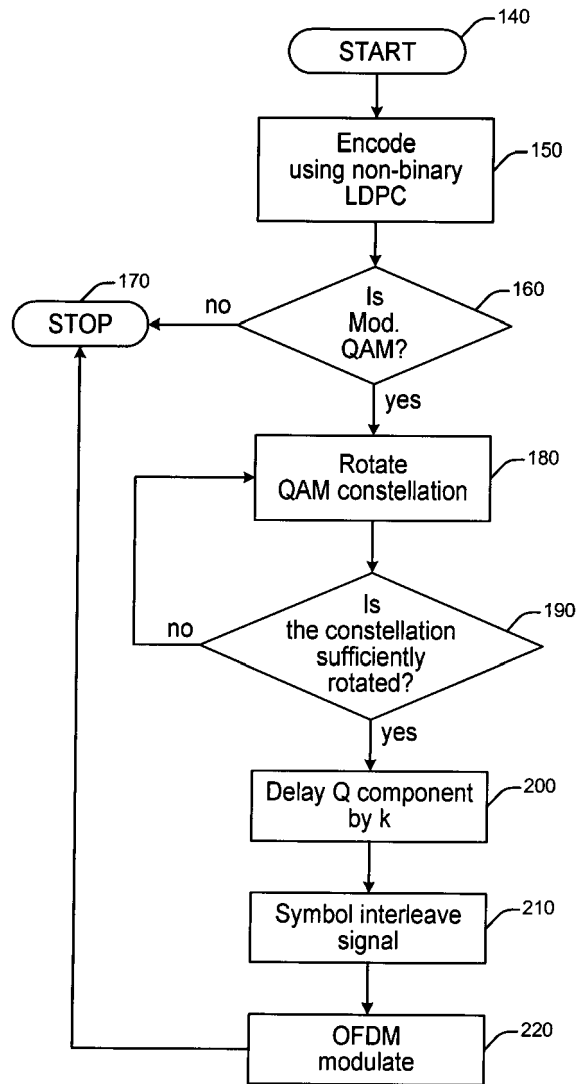 140
START
Encode
using non-binary
LDPC
150
170
STOP
no
Is
Mod.
QAM?
160
yes
Rotate
QAM constellation
180
Is
the constellation
sufficiently
rotated?
190
no
yes
Delay Q component
by k
200
Symbol interleave
signal
210
OFDM
modulate
220